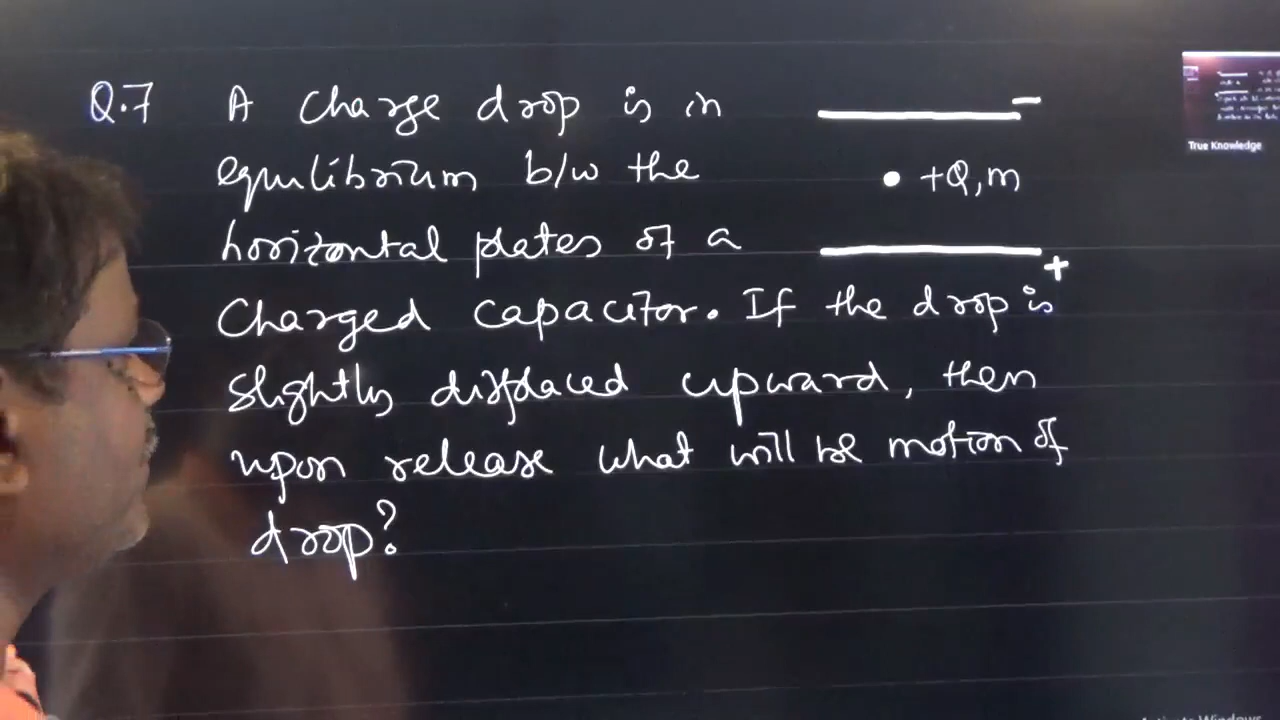 Q.7 A charge drop is in
equilibrium b/w the
horizontal plates of a
Charged capacitor. If the drop is
slightly displaced upward, then
upon release what will be motion of
drop?
−
+Q, m
+
True Knowledge